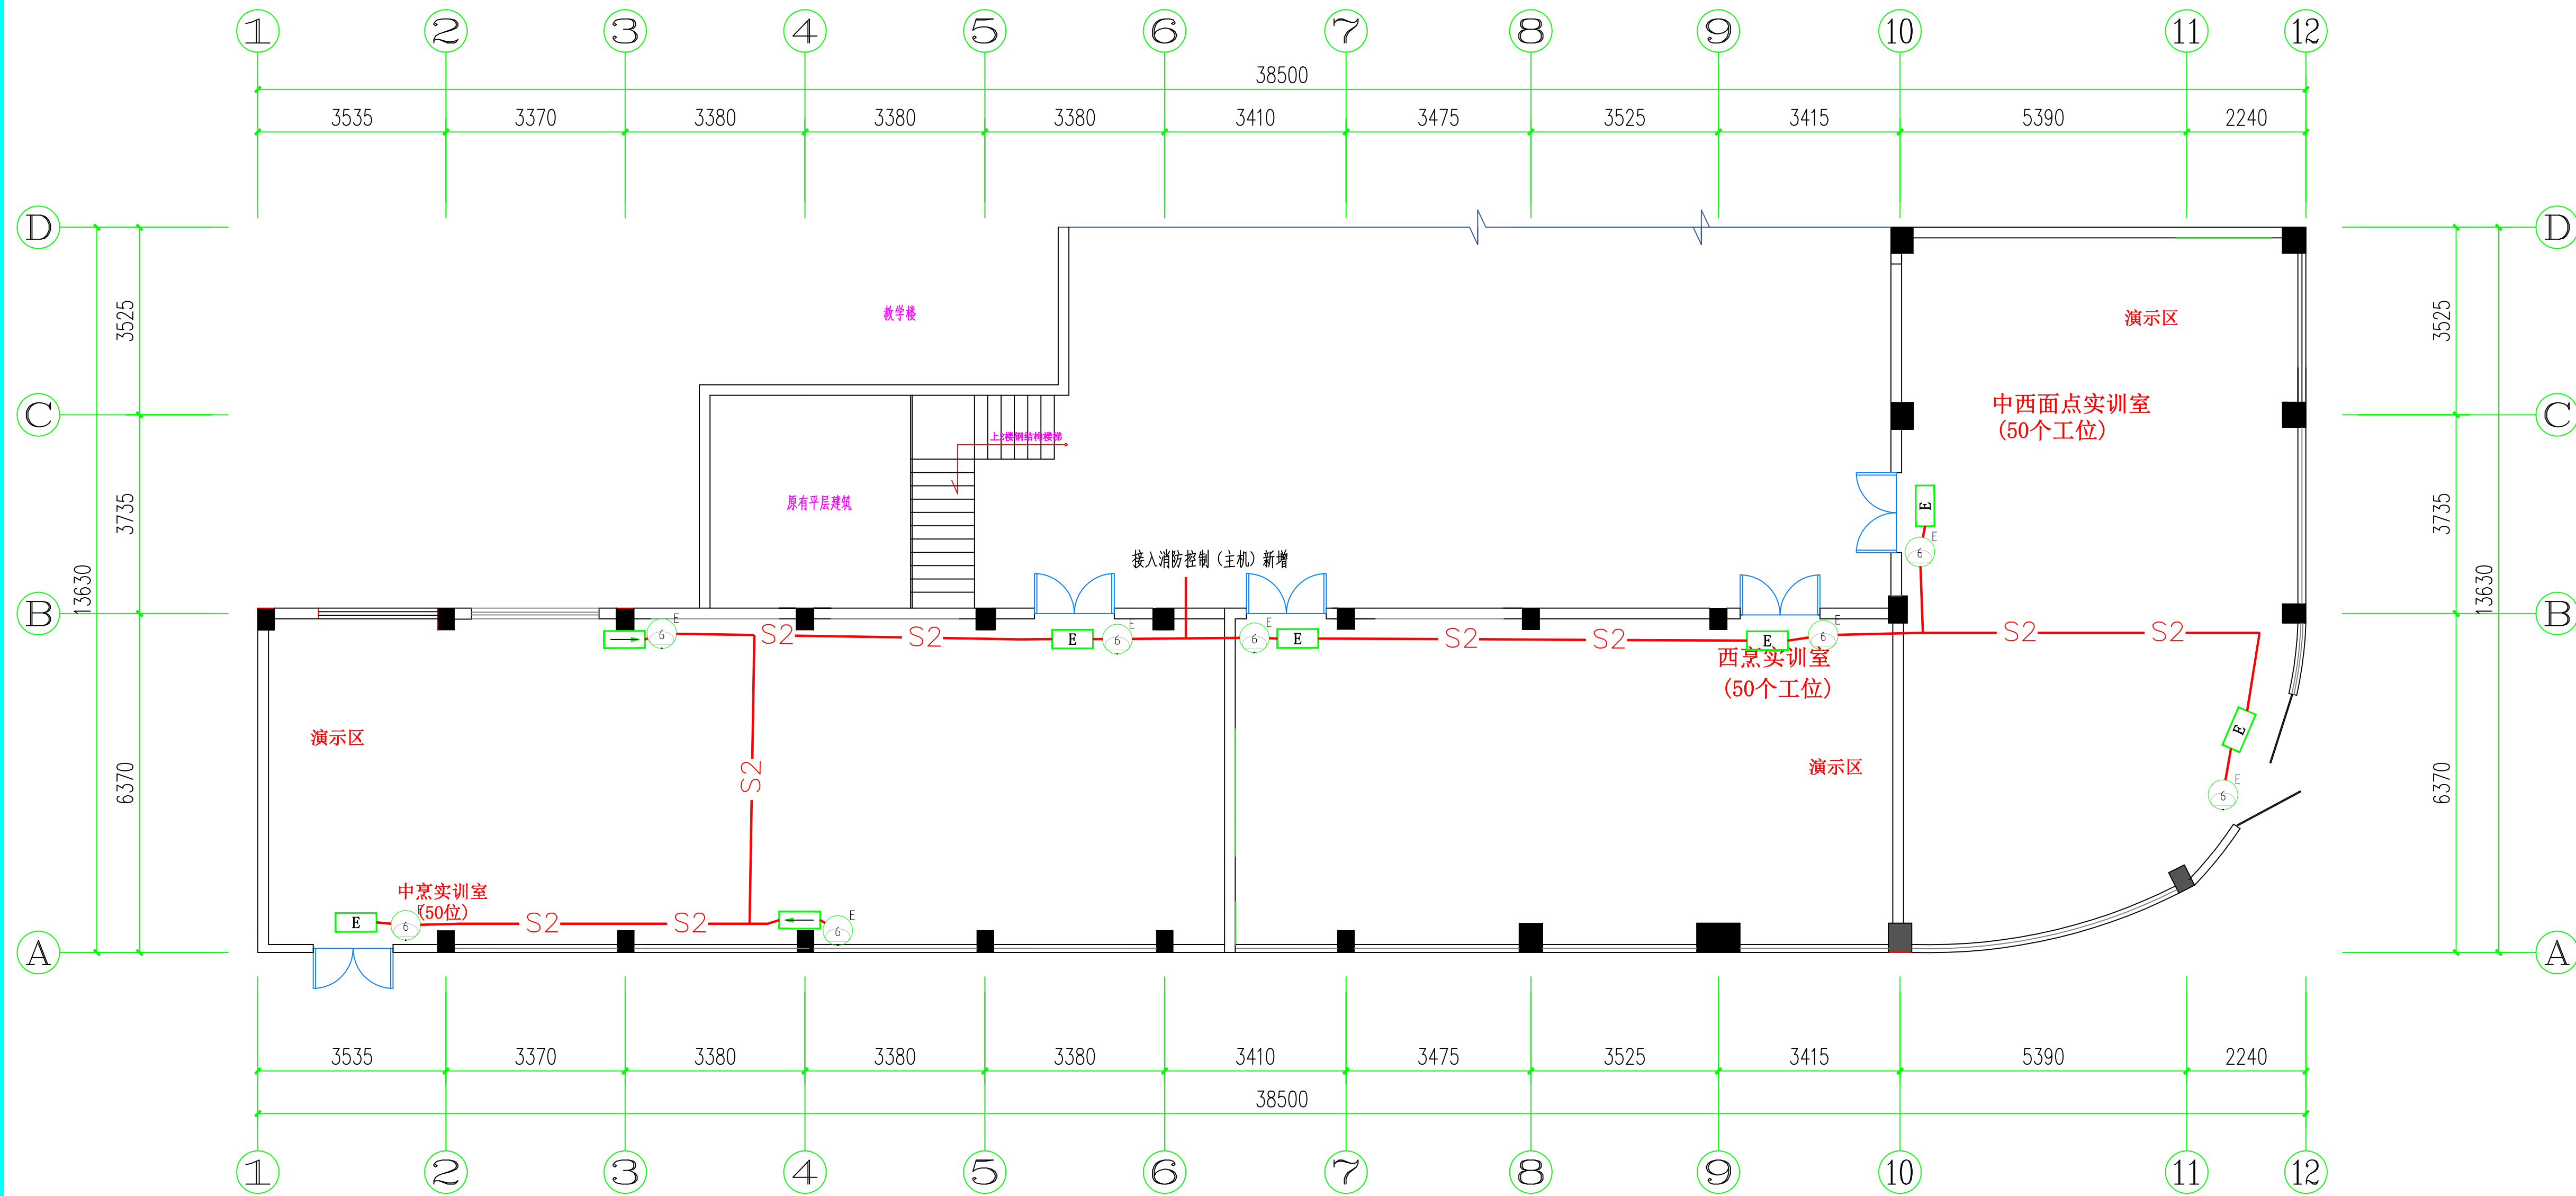 1 2 3 4 5 6 7 8 9 10 11 12
38500
3535 3370 3380 3380 3380 3410 3475 3525 3415 5390 2240
D D
3525 教学楼 演示区 3525
中西面点实训室
(50个工位)
C C
上2楼钢结构楼梯
3735 原有平层建筑 E 3735
6 E
接入消防控制（主机）新增
13630 13630
B B
6 E S2 S2 E 6 E 6 E E S2 S2 E 6 E S2 S2
西烹实训室
(50个工位)
演示区 E
S2 演示区
6370 6 E 6370
中烹实训室
(50位)
E 6 E S2 S2 6 E
A A
3535 3370 3380 3380 3380 3410 3475 3525 3415 5390 2240
38500
1 2 3 4 5 6 7 8 9 10 11 12